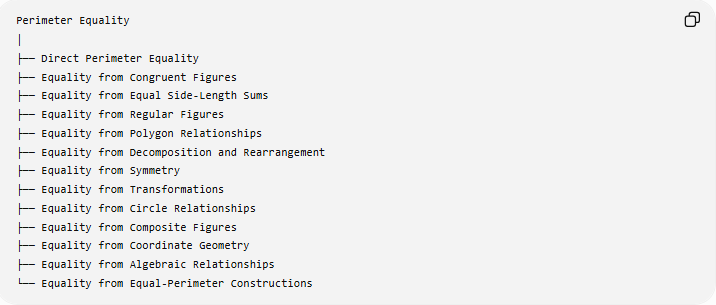 Perimeter Equality
│
├── Direct Perimeter Equality
├── Equality from Congruent Figures
├── Equality from Equal Side-Length Sums
├── Equality from Regular Figures
├── Equality from Polygon Relationships
├── Equality from Decomposition and Rearrangement
├── Equality from Symmetry
├── Equality from Transformations
├── Equality from Circle Relationships
├── Equality from Composite Figures
├── Equality from Coordinate Geometry
├── Equality from Algebraic Relationships
└── Equality from Equal-Perimeter Constructions